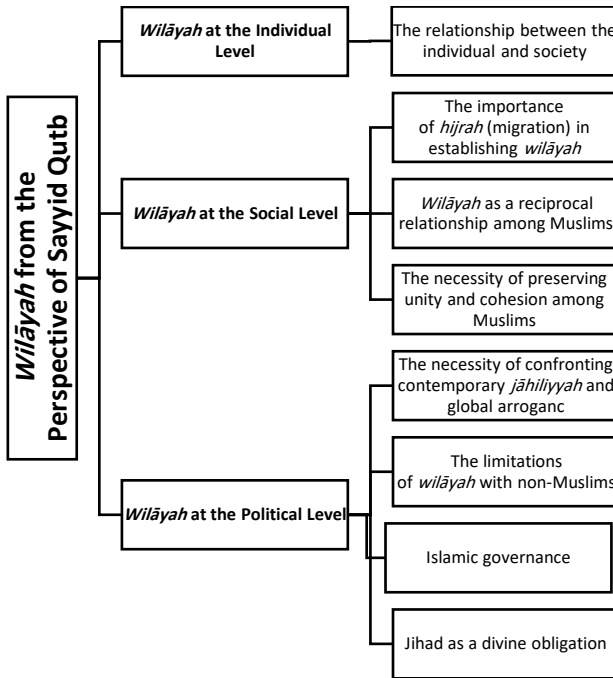 Wilāyah from the
Perspective of Sayyid Qutb
Wilāyah at the Individual
Level
The relationship between the
individual and society
Wilāyah at the Social Level
The importance
of hijrah (migration) in
establishing wilāyah
Wilāyah as a reciprocal
relationship among Muslims
The necessity of preserving
unity and cohesion among
Muslims
Wilāyah at the Political Level
The necessity of confronting
contemporary jāhiliyyah and
global arroganc
The limitations
of wilāyah with non-Muslims
Islamic governance
Jihad as a divine obligation